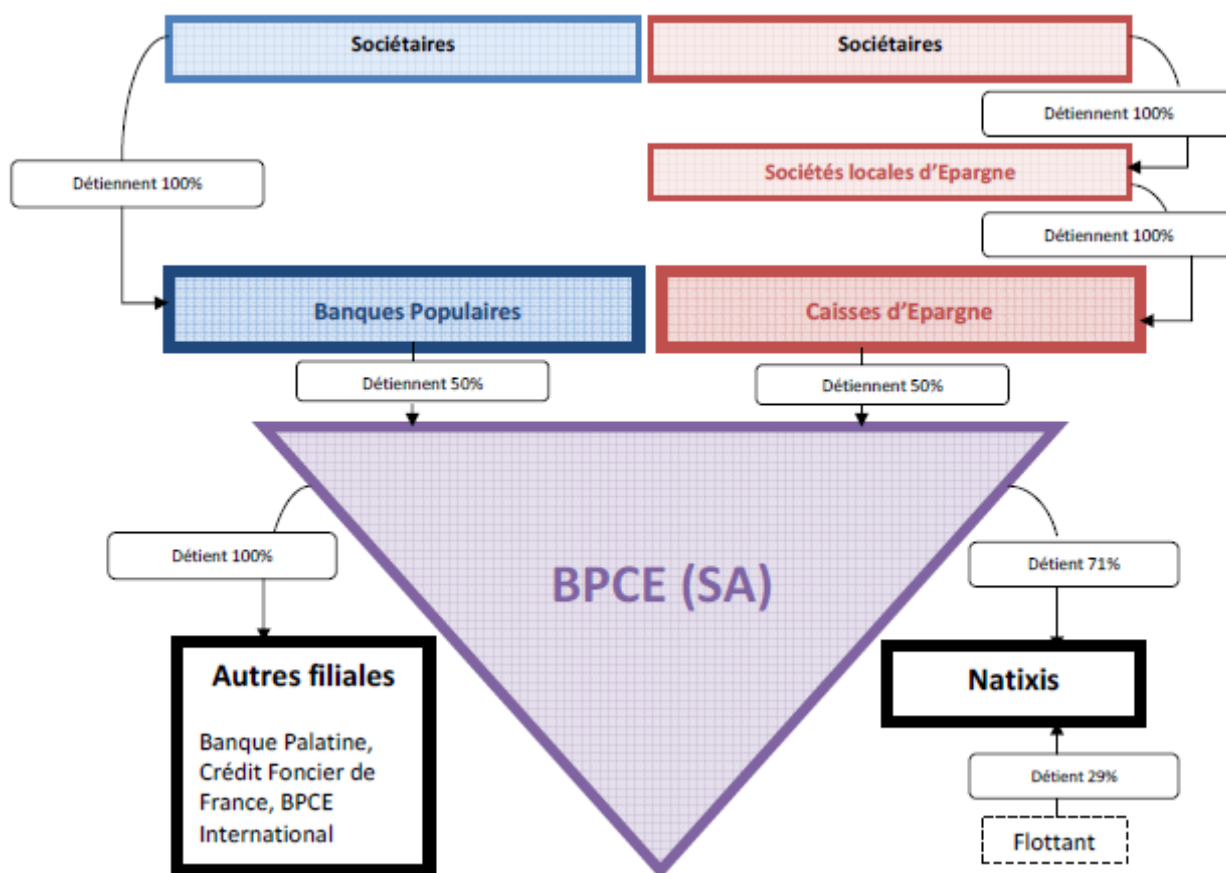 Sociétaires
Sociétaires
Détiennent 100%
Détiennent 100%
Sociétés locales d'Epargne
Détiennent 100%
Banques Populaires
Caisses d'Epargne
Détiennent 50%
Détiennent 50%
BPCE (SA)
Détient 100%
Détient 71%
Autres filiales
Banque Palatine,
Crédit Foncier de
France, BPCE
International
Natixis
Détient 29%
Flottant